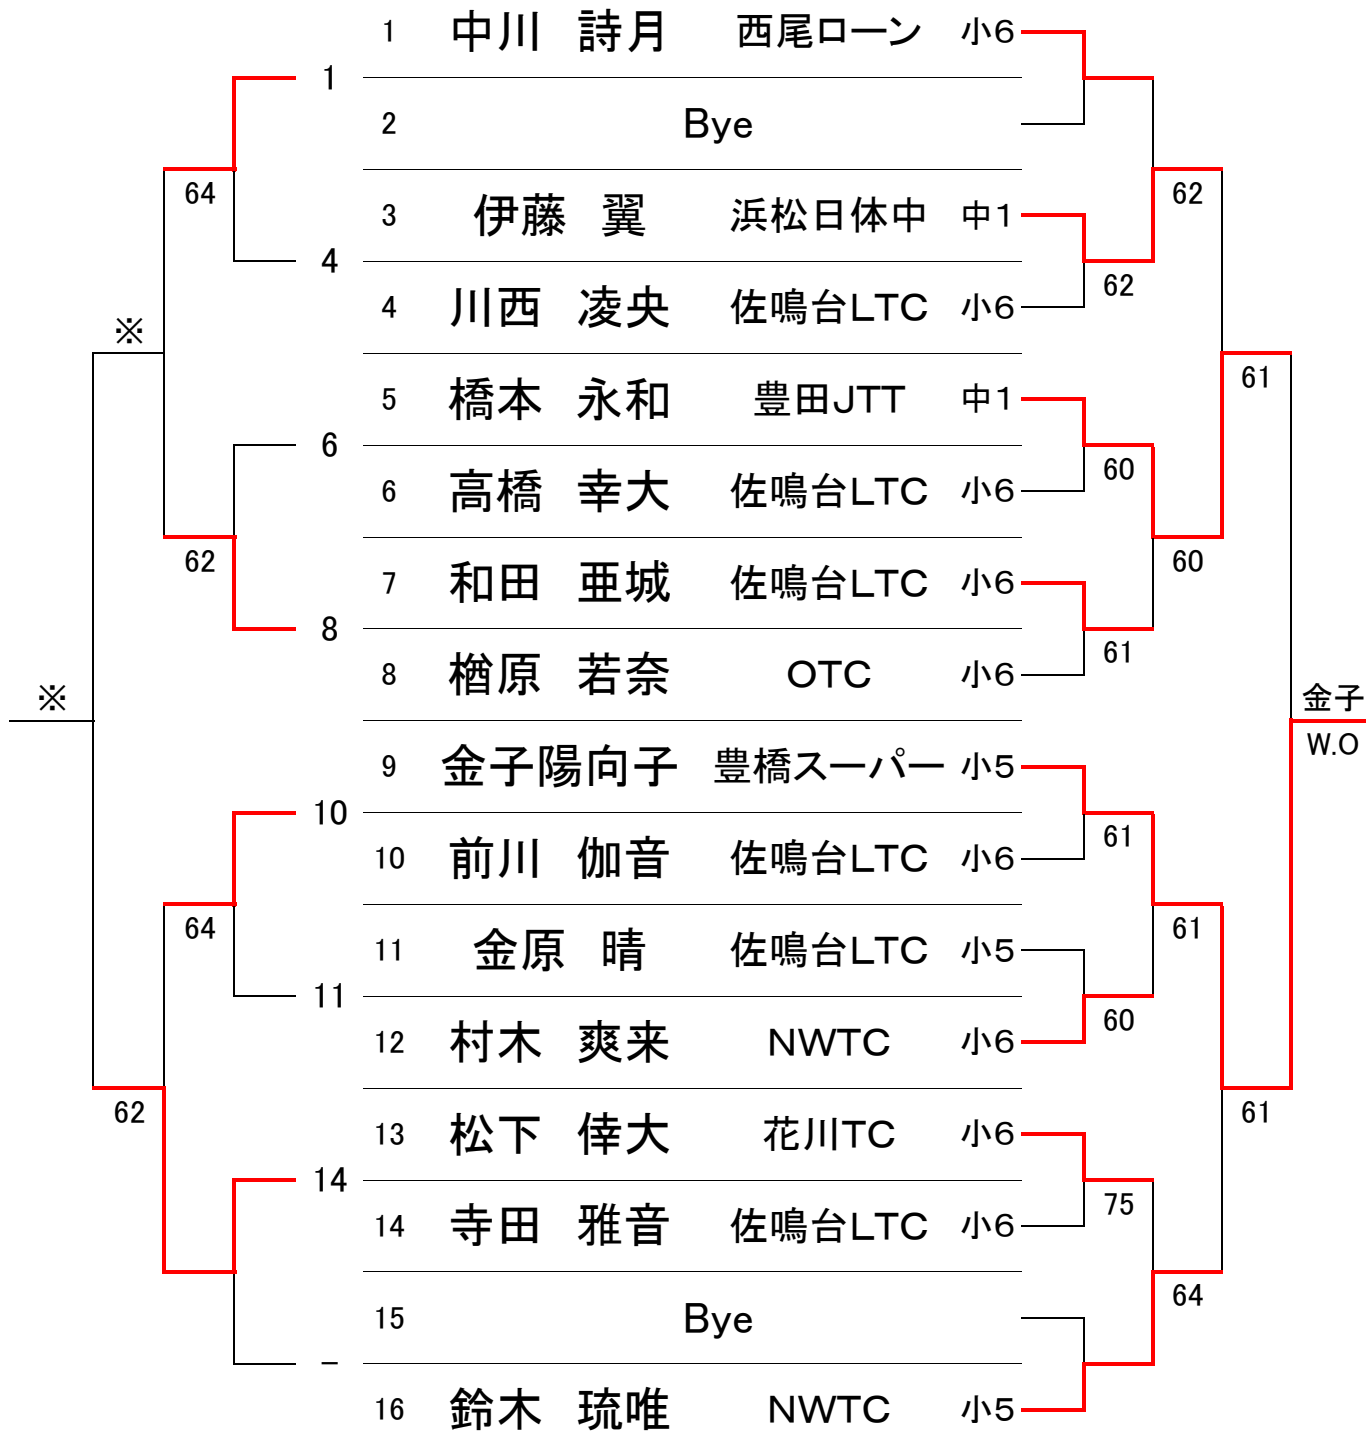 1 中川 詩月 西尾ローン 小6
1
2 Bye
64
3 伊藤 翼 浜松日体中 中1
62
4
62
4 川西 凌央 佐鳴台LTC 小6
※
61
5 橋本 永和 豊田JTT 中1
6
60
6 高橋 幸大 佐鳴台LTC 小6
62
60
7 和田 亜城 佐鳴台LTC 小6
8
61
8 楢原 若奈 OTC 小6
※
金子
W.O
9 金子陽向子 豊橋スーパー 小5
10
61
10 前川 伽音 佐鳴台LTC 小6
64
61
11 金原 晴 佐鳴台LTC 小5
11
60
12 村木 爽来 NWTC 小6
62
61
13 松下 倖大 花川TC 小6
14
75
14 寺田 雅音 佐鳴台LTC 小6
64
15 Bye
-
16 鈴木 琉唯 NWTC 小5